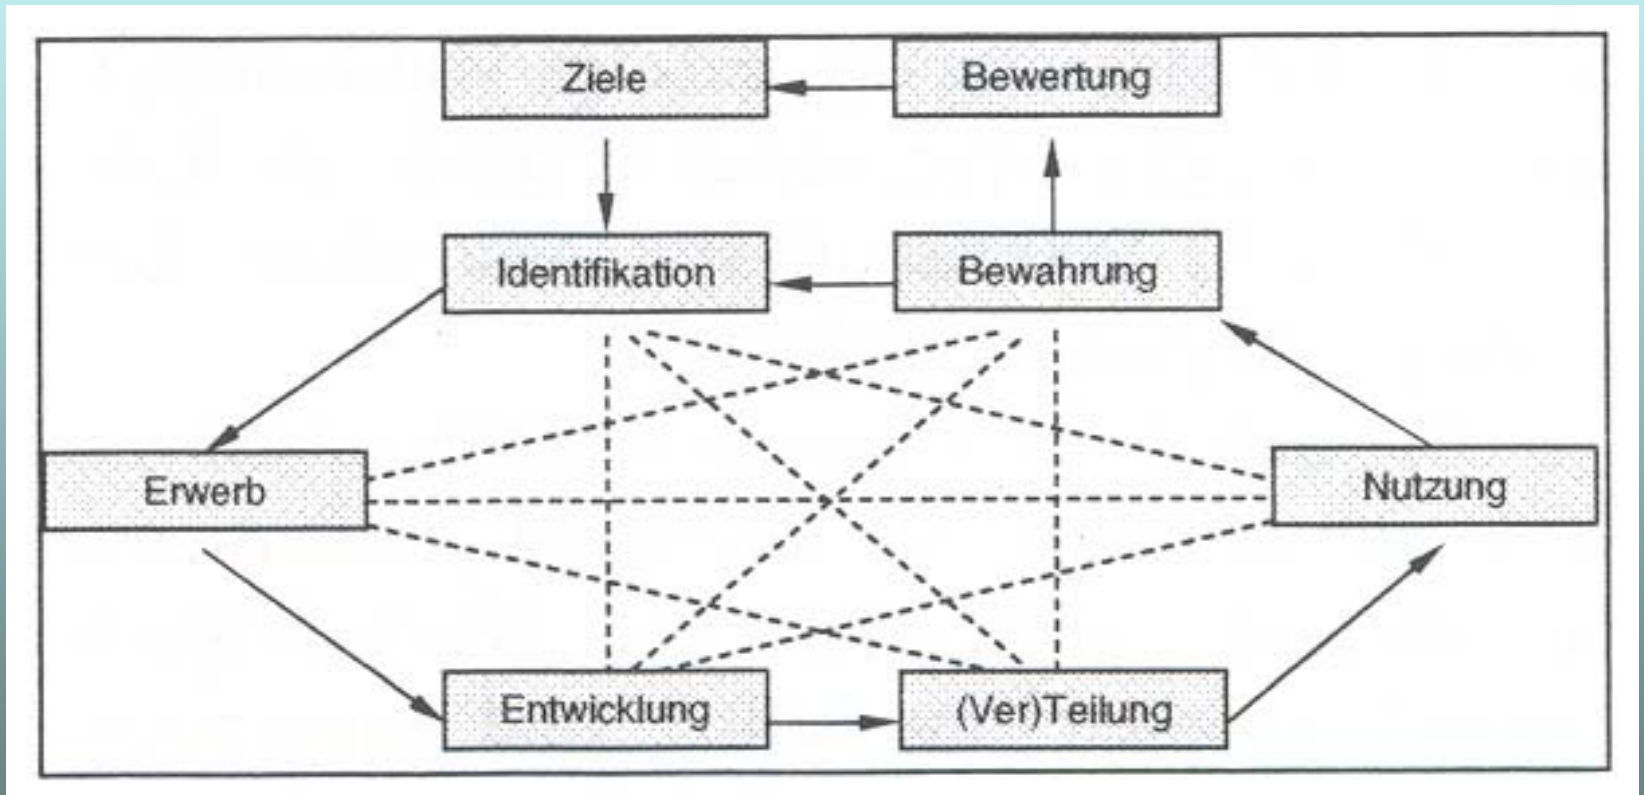 Ziele
Bewertung
Identifikation
Bewahrung
Erwerb
Nutzung
Entwicklung
(Ver)Teilung